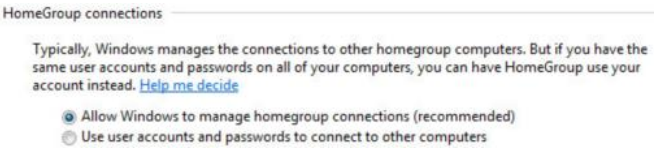 HomeGroup connections
Typically, Windows manages the connections to other homegroup computers. But if you have the
same user accounts and passwords on all of your computers, you can have HomeGroup use your
account instead. Help me decide
Allow Windows to manage homegroup connections (recommended)
Use user accounts and passwords to connect to other computers